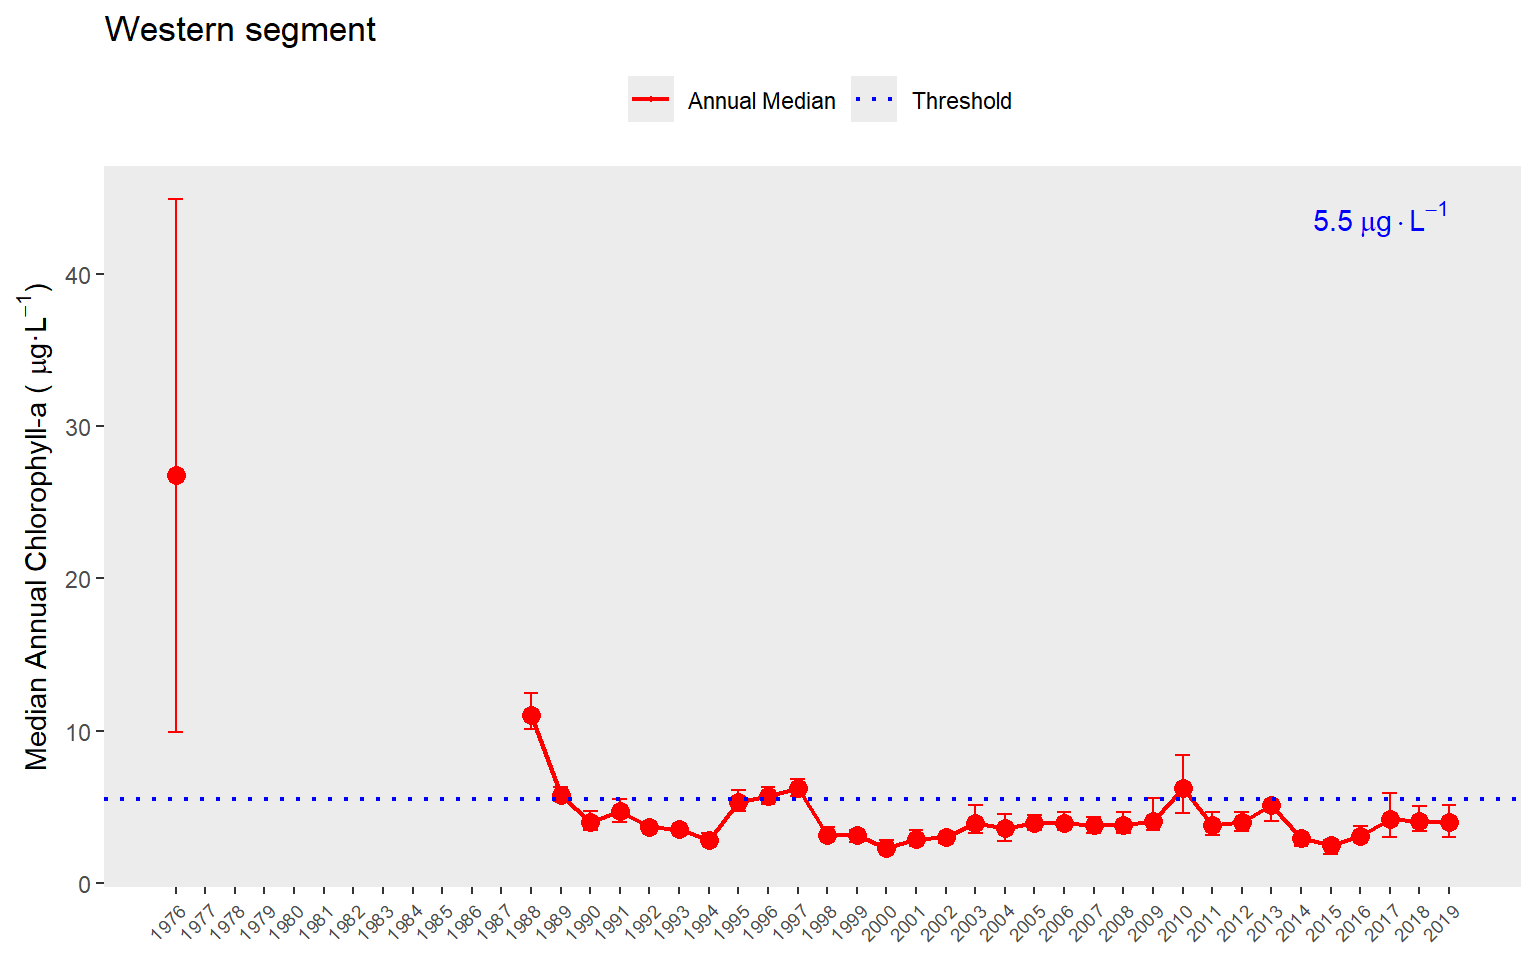 Western segment
Annual Median Threshold
5.5 μg·L⁻¹
Median Annual Chlorophyll-a ( μg·L⁻¹)
40
30
20
10
0
1976 1977 1978 1979 1980 1981 1982 1983 1984 1985 1986 1987 1988 1989 1990 1991 1992 1993 1994 1995 1996 1997 1998 1999 2000 2001 2002 2003 2004 2005 2006 2007 2008 2009 2010 2011 2012 2013 2014 2015 2016 2017 2018 2019